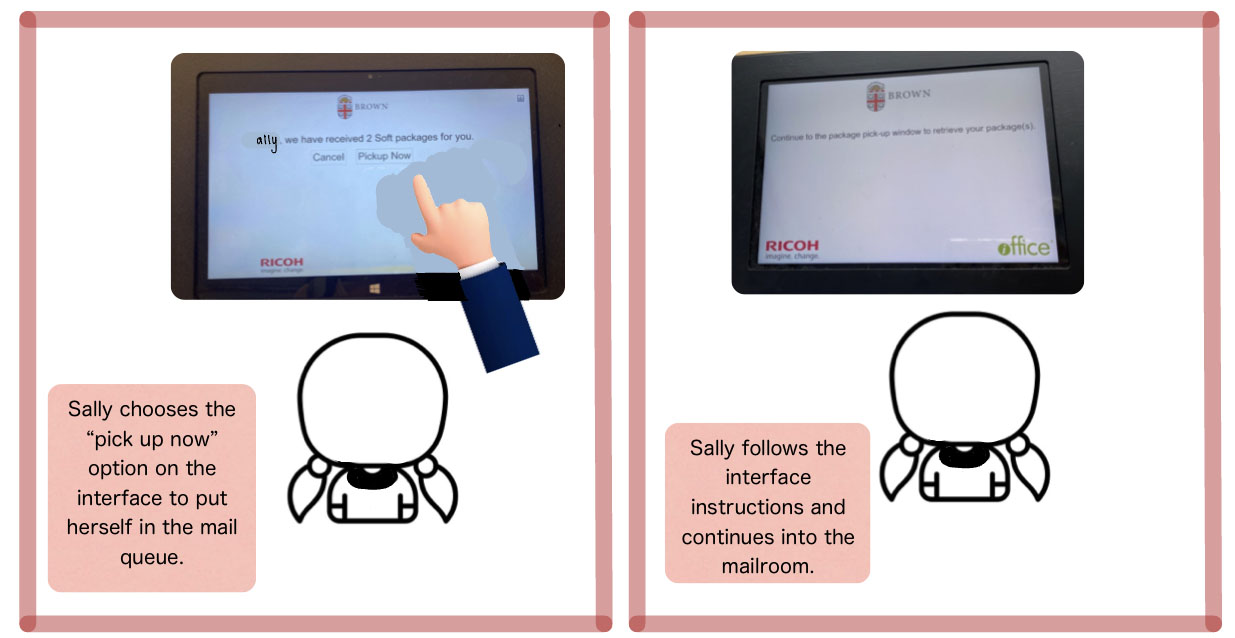 BROWN
ally, we have received 2 Soft packages for you.
Cancel Pickup Now
RICOH
imagine. change.
Sally chooses the
“pick up now”
option on the
interface to put
herself in the mail
queue.
BROWN
Continue to the package pick-up window to retrieve your package(s).
RICOH
imagine. change.
iffice
Sally follows the
interface
instructions and
continues into the
mailroom.